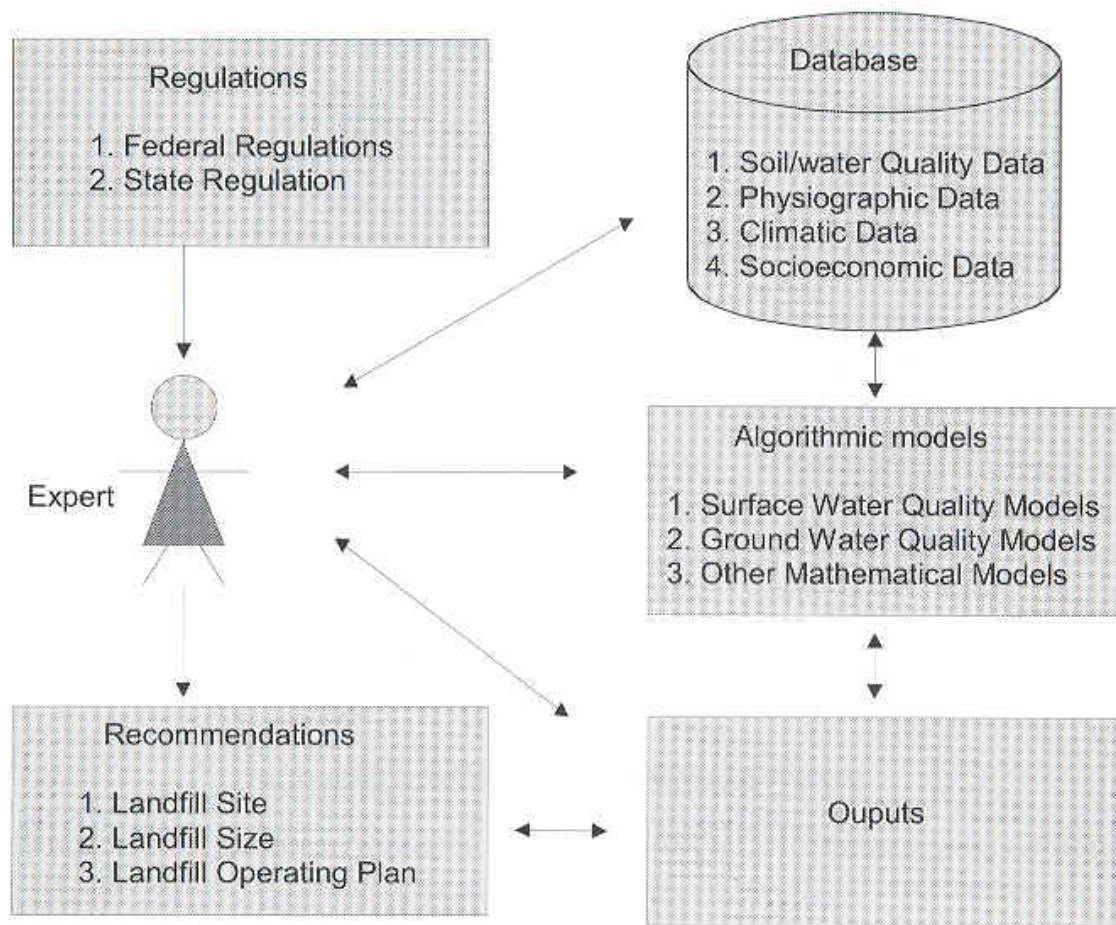 Regulations
1. Federal Regulations
2. State Regulation
Database
1. Soil/water Quality Data
2. Physiographic Data
3. Climatic Data
4. Socioeconomic Data
Expert
Algorithmic models
1. Surface Water Quality Models
2. Ground Water Quality Models
3. Other Mathematical Models
Recommendations
1. Landfill Site
2. Landfill Size
3. Landfill Operating Plan
Ouputs